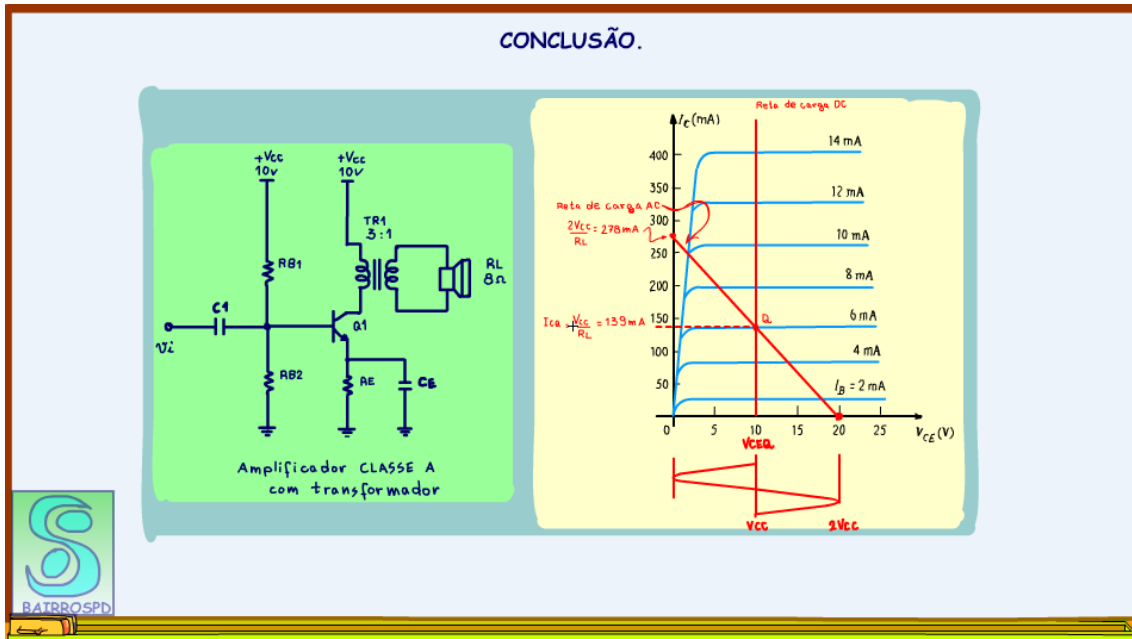 CONCLUSÃO.
+Vcc
10v
+Vcc
10V
TR1
3:1
RB1
RL
8Ω
C1
Q1
Vi
RB2
RE
CE
Amplificador CLASSE A
com transformador
Reta de carga DC
IC (mA)
400
350
300
250
200
150
100
50
0
5
10
15
20
25
VCE (V)
14 mA
12 mA
10 mA
8 mA
6 mA
4 mA
IB = 2 mA
Reta de carga AC
2Vcc/RL = 278mA
ICQ = Vcc/RL = 139mA
Q
VCEQ
VCC
2VCC
BAIRROSPD